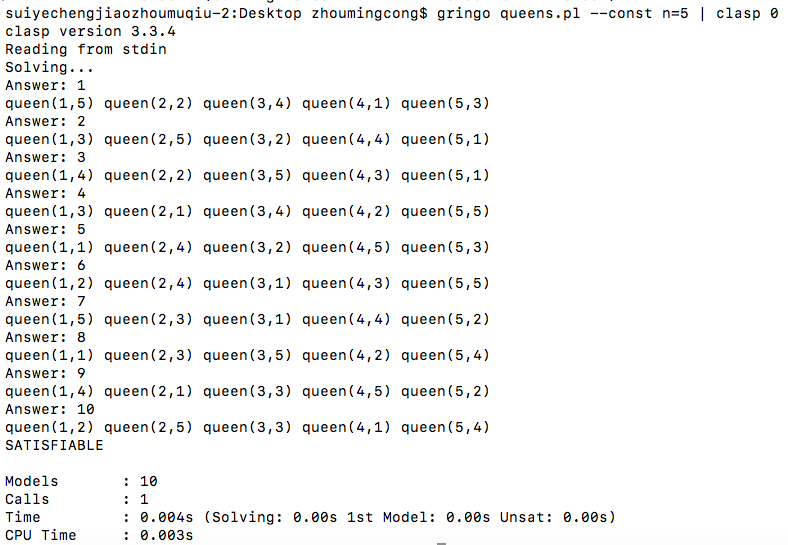 suiyechengjiaozhoumuqiu-2:Desktop zhoumingcong$ gringo queens.pl --const n=5 | clasp 0
clasp version 3.3.4
Reading from stdin
Solving...
Answer: 1
queen(1,5) queen(2,2) queen(3,4) queen(4,1) queen(5,3)
Answer: 2
queen(1,3) queen(2,5) queen(3,2) queen(4,4) queen(5,1)
Answer: 3
queen(1,4) queen(2,2) queen(3,5) queen(4,3) queen(5,1)
Answer: 4
queen(1,3) queen(2,1) queen(3,4) queen(4,2) queen(5,5)
Answer: 5
queen(1,1) queen(2,4) queen(3,2) queen(4,5) queen(5,3)
Answer: 6
queen(1,2) queen(2,4) queen(3,1) queen(4,3) queen(5,5)
Answer: 7
queen(1,5) queen(2,3) queen(3,1) queen(4,4) queen(5,2)
Answer: 8
queen(1,1) queen(2,3) queen(3,5) queen(4,2) queen(5,4)
Answer: 9
queen(1,4) queen(2,1) queen(3,3) queen(4,5) queen(5,2)
Answer: 10
queen(1,2) queen(2,5) queen(3,3) queen(4,1) queen(5,4)
SATISFIABLE

Models       : 10
Calls        : 1
Time         : 0.004s (Solving: 0.00s 1st Model: 0.00s Unsat: 0.00s)
CPU Time     : 0.003s